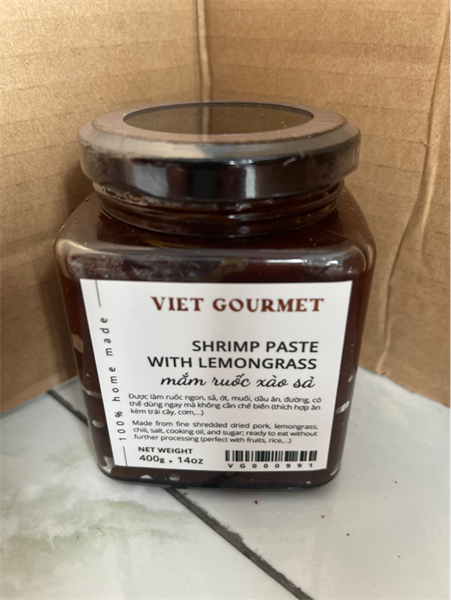 VIET GOURMET
SHRIMP PASTE
WITH LEMONGRASS
mắm ruốc xào sả
Được làm ruốc ngon, sả, ớt, muối, dầu ăn, đường, có
thể dùng ngay mà không cần chế biến (thích hợp ăn
kèm trái cây, cơm,...)
Made from fine shredded dried pork, lemongrass,
chili, salt, cooking oil, and sugar; ready to eat without
further processing (perfect with fruits, rice,...)
NET WEIGHT
400g . 14oz
VG000991
100% home made